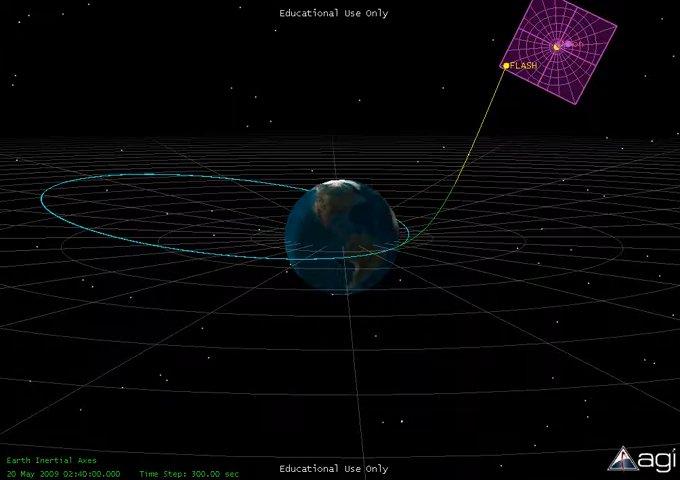 Educational Use Only
FLASH
Earth Inertial Axes
20 May 2009 02:40:00.000 Time Step: 300.00 sec
Educational Use Only
agi